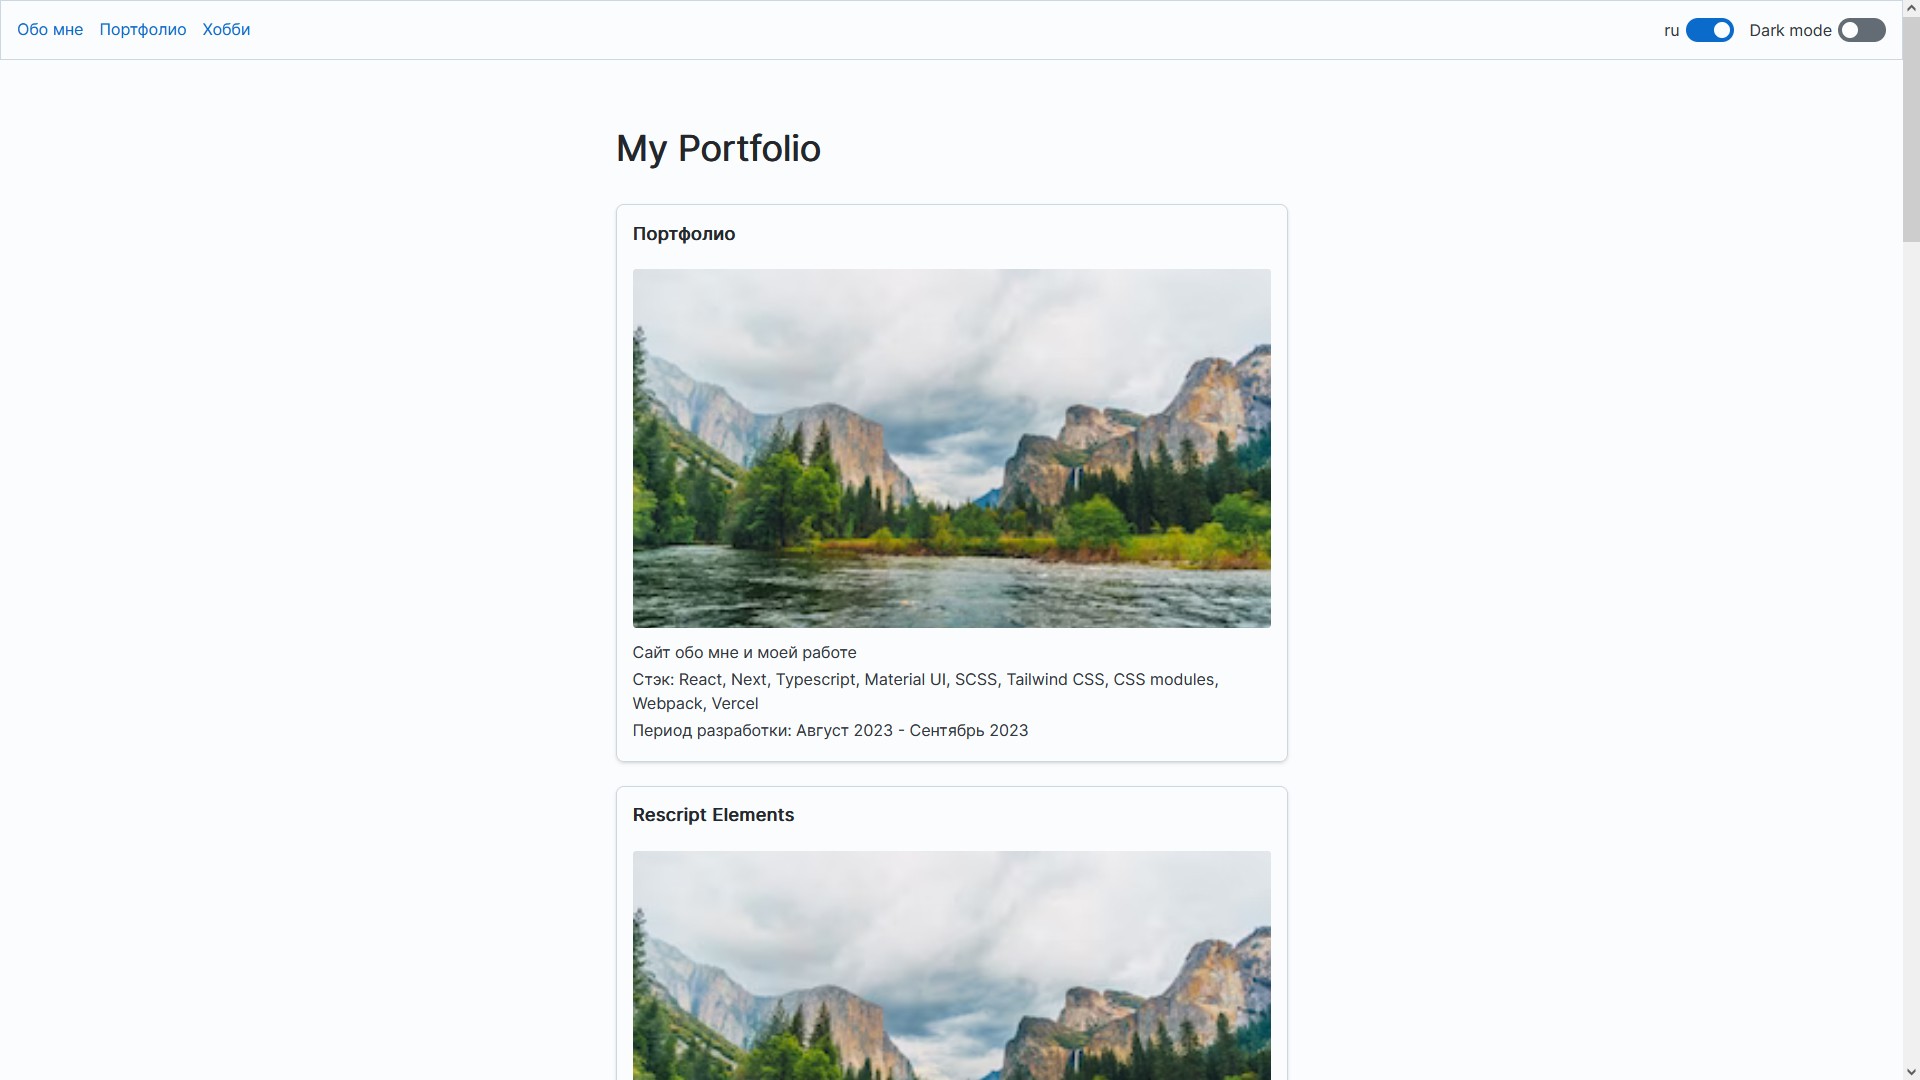 Обо мне Портфолио Хобби ru Dark mode
My Portfolio
Портфолио
Сайт обо мне и моей работе
Стэк: React, Next, Typescript, Material UI, SCSS, Tailwind CSS, CSS modules,
Webpack, Vercel
Период разработки: Август 2023 - Сентябрь 2023
Rescript Elements